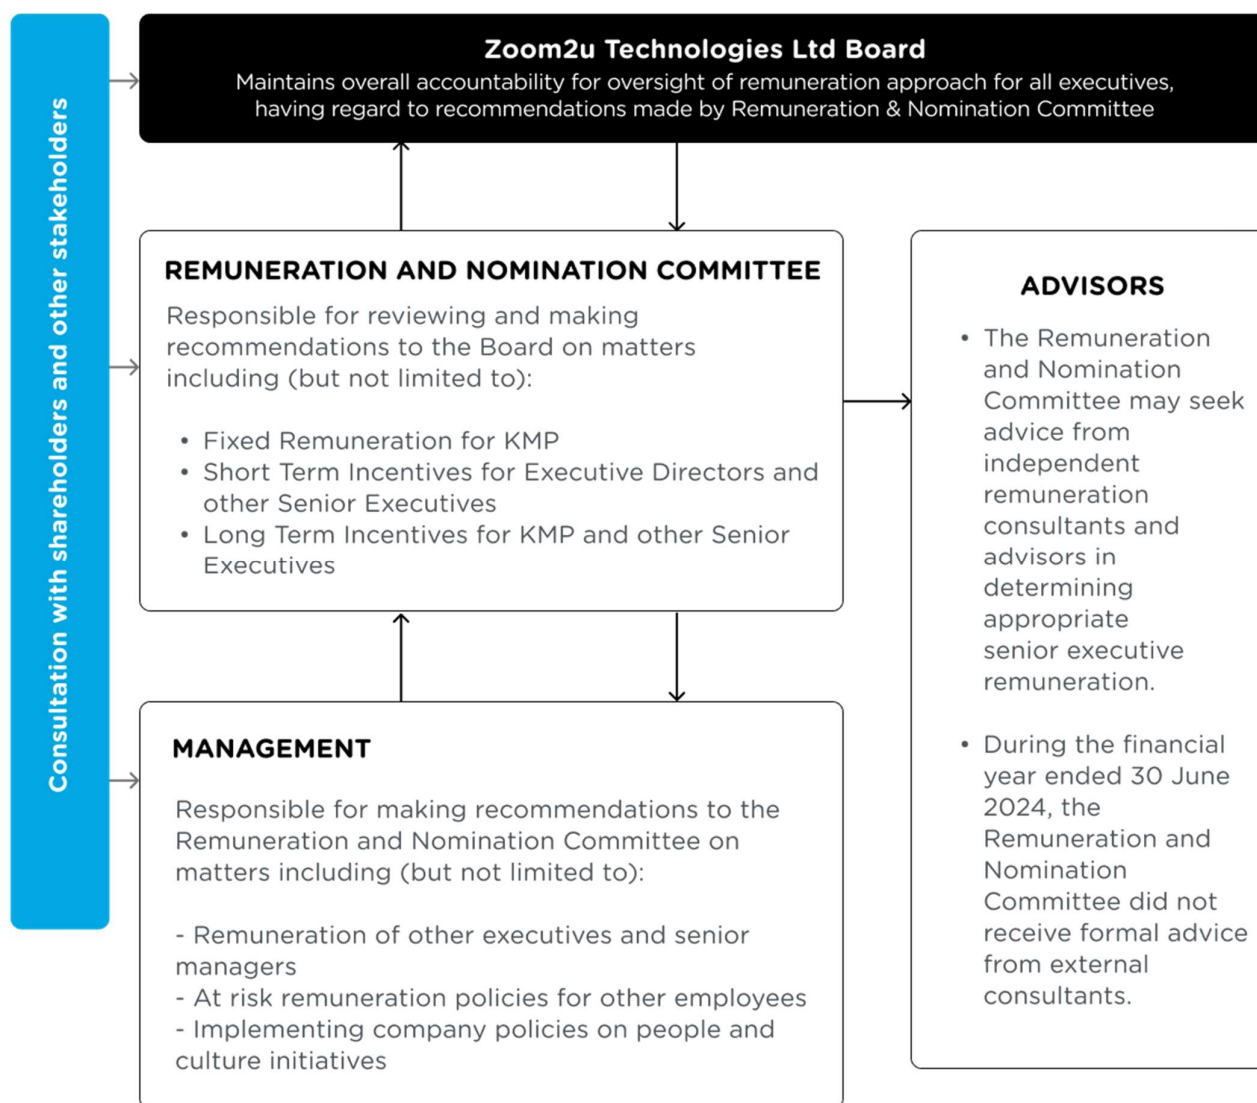 Consultation with shareholders and other stakeholders
Zoom2u Technologies Ltd Board
Maintains overall accountability for oversight of remuneration approach for all executives,
having regard to recommendations made by Remuneration & Nomination Committee
REMUNERATION AND NOMINATION COMMITTEE
Responsible for reviewing and making
recommendations to the Board on matters
including (but not limited to):
• Fixed Remuneration for KMP
• Short Term Incentives for Executive Directors and
other Senior Executives
• Long Term Incentives for KMP and other Senior
Executives
MANAGEMENT
Responsible for making recommendations to the
Remuneration and Nomination Committee on
matters including (but not limited to):
- Remuneration of other executives and senior
managers
- At risk remuneration policies for other employees
- Implementing company policies on people and
culture initiatives
ADVISORS
• The Remuneration
and Nomination
Committee may seek
advice from
independent
remuneration
consultants and
advisors in
determining
appropriate
senior executive
remuneration.
• During the financial
year ended 30 June
2024, the
Remuneration and
Nomination
Committee did not
receive formal advice
from external
consultants.